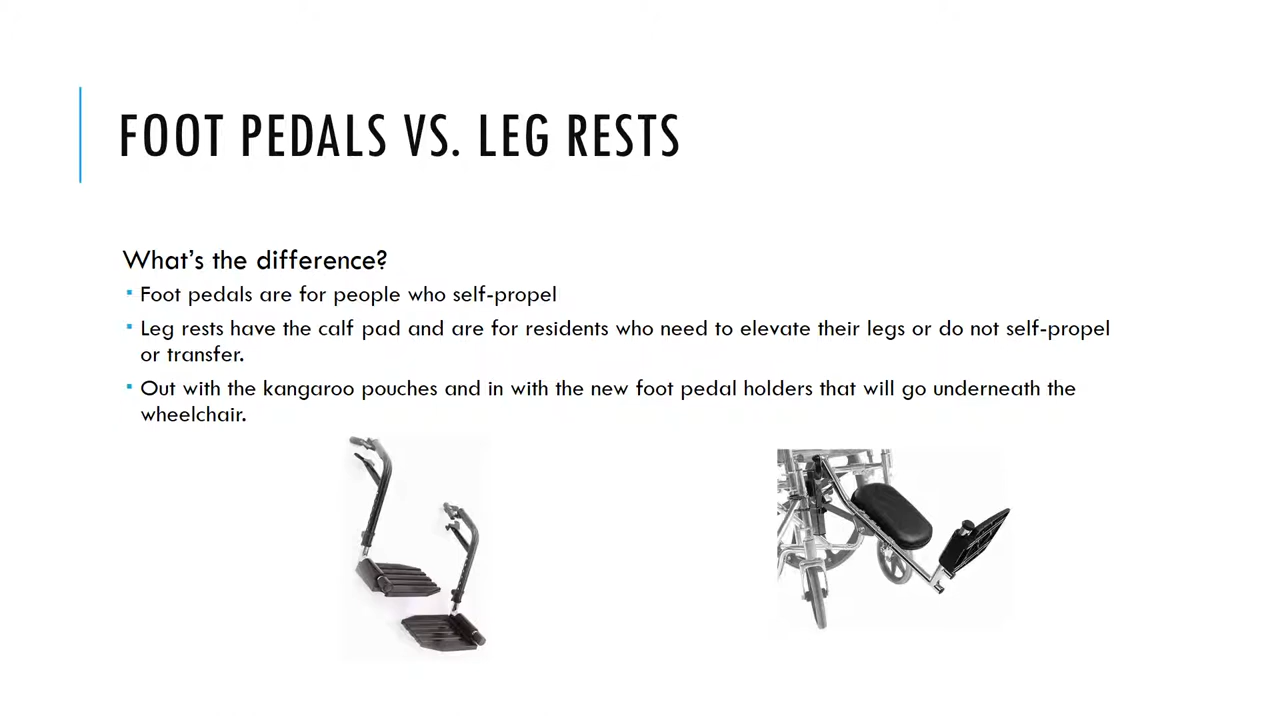 FOOT PEDALS VS. LEG RESTS
What's the difference?
Foot pedals are for people who self-propel
Leg rests have the calf pad and are for residents who need to elevate their legs or do not self-propel
or transfer.
Out with the kangaroo pouches and in with the new foot pedal holders that will go underneath the
wheelchair.